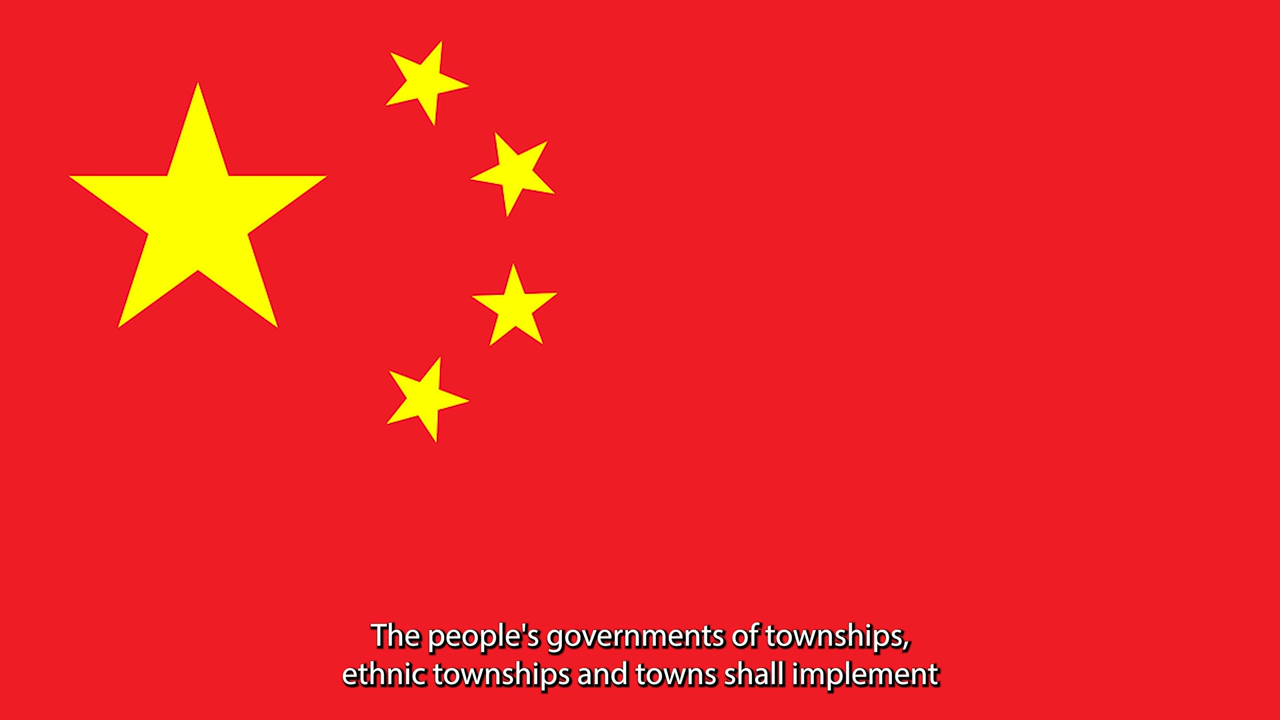 The people's governments of townships,
ethnic townships and towns shall implement